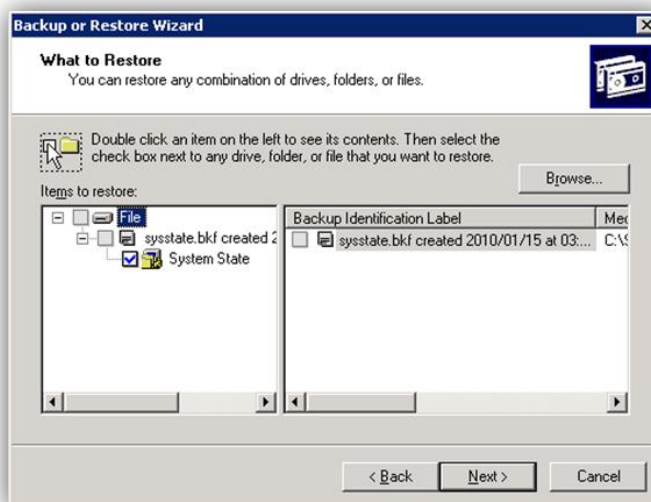 Backup or Restore Wizard
What to Restore
You can restore any combination of drives, folders, or files.
Double click an item on the left to see its contents. Then select the
check box next to any drive, folder, or file that you want to restore.
Browse...
Items to restore:
File
sysstate.bkf created 2
System State
Backup Identification Label
sysstate.bkf created 2010/01/15 at 03:... C:\
< Back Next > Cancel